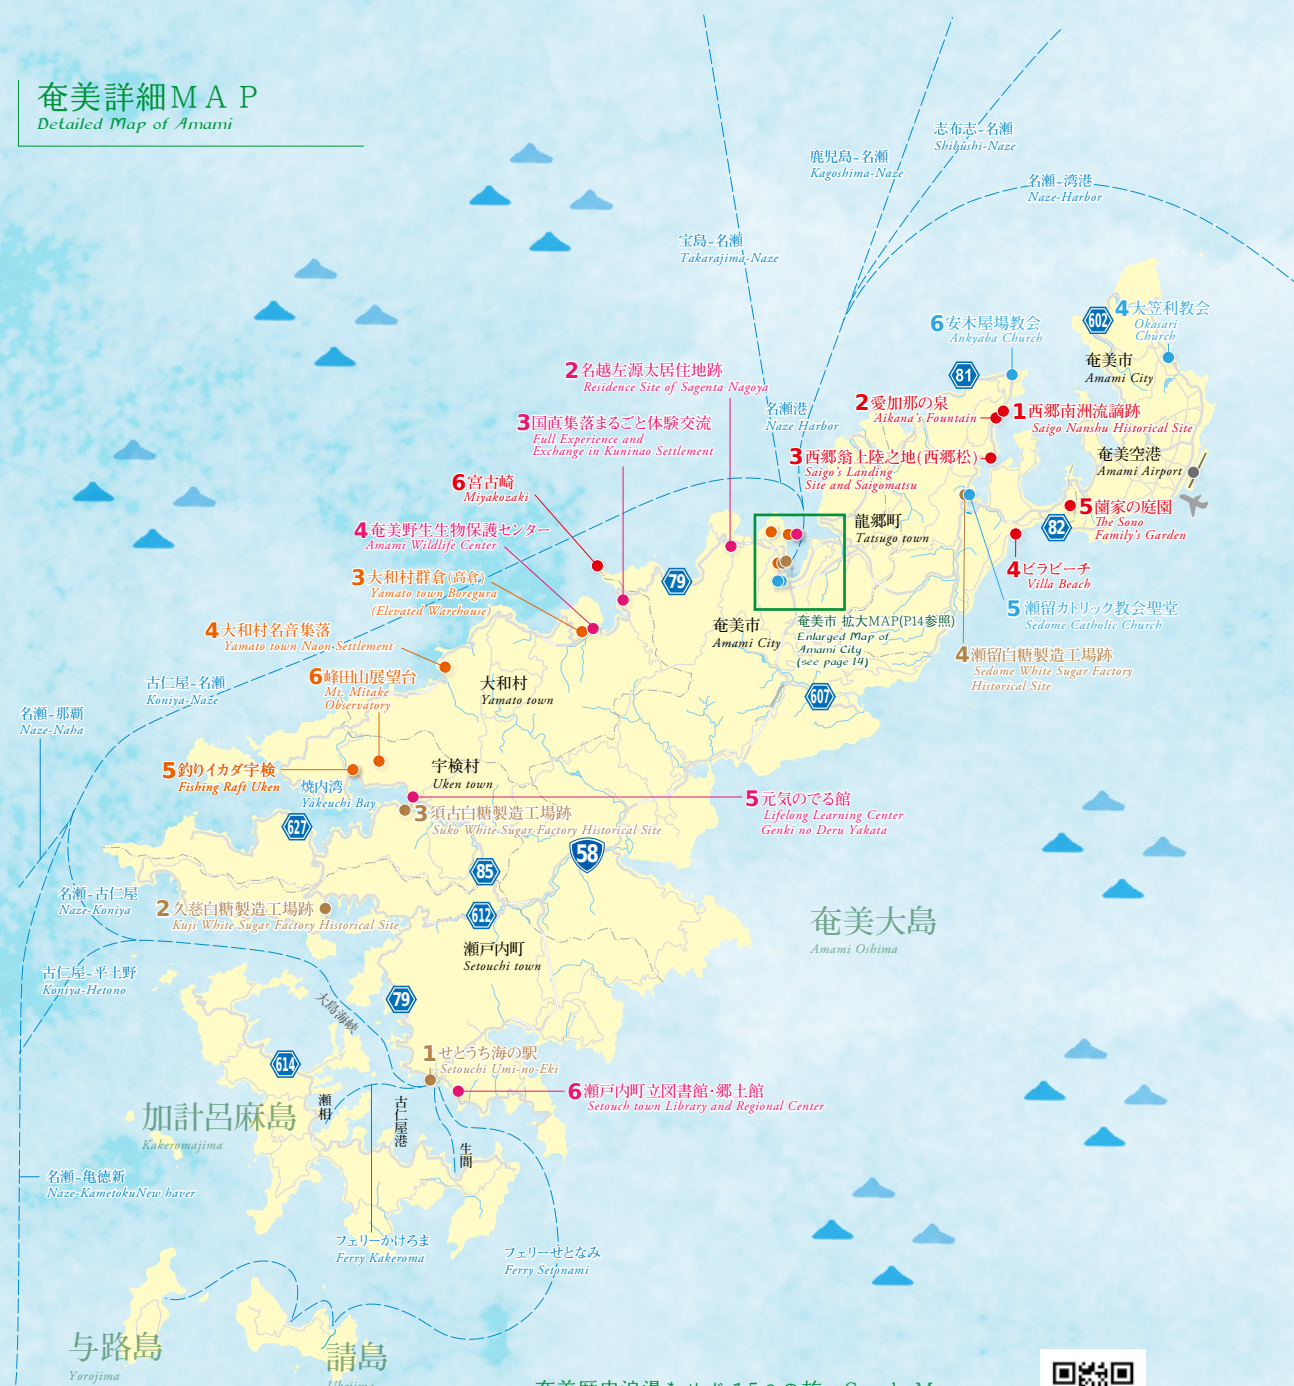 奄美詳細MAP
Detailed Map of Amami
志布志-名瀬
Shibushi-Naze
鹿児島-名瀬
Kagoshima-Naze
名瀬-湾港
Naze-Harbor
宝島-名瀬
Takarajima-Naze
4大笠利教会
Okasari
Church
602
6安木屋場教会
Ankyaba Church
奄美市
Amami City
81
2名越左源太居住地跡
Residence Site of Sagenta Nagoya
名瀬港
Naze Harbor
2愛加那の泉
Aikana's Fountain
1西郷南洲流謫跡
Saigo Nanshu Historical Site
3国直集落まるごと体験交流
Full Experience and
Exchange in Kuninao Settlement
3西郷翁上陸之地(西郷松)
Saigo's Landing
Site and Saigomatsu
奄美空港
Amami Airport
6宮古崎
Miyakozaki
5薗家の庭園
The Sono
Family's Garden
82
龍郷町
Tatsugo town
4奄美野生生物保護センター
Amami Wildlife Center
4ビラビーチ
Villa Beach
3大和村群倉(高倉)
Yamato town Boregura
(Elevated Warehouse)
79
5瀬留カトリック教会聖堂
Sedome Catholic Church
奄美市
Amami City
奄美市 拡大MAP(P14参照)
Enlarged Map of
Amami City
(see page 14)
4大和村名音集落
Yamato town Naon Settlement
4瀬留白糖製造工場跡
Sedome White Sugar Factory
Historical Site
6峰田山展望台
Mt. Mitake
Observatory
古仁屋-名瀬
Koniya-Naze
大和村
Yamato town
607
名瀬-那覇
Naze-Naha
5釣りイカダ宇検
Fishing Raft Uken
宇検村
Uken town
焼内湾
Yakeuchi Bay
5元気のでる館
Lifelong Learning Center
Genki no Deru Yakata
3須古白糖製造工場跡
Suko White Sugar Factory Historical Site
627
58
85
名瀬-古仁屋
Naze-Koniya
2久慈白糖製造工場跡
Kuji White Sugar Factory Historical Site
612
奄美大島
Amami Oshima
瀬戸内町
Setouchi town
古仁屋-平土野
Koniya-Hetono
大島海峡
79
1せとうち海の駅
Setouchi Umi-no-Eki
614
6瀬戸内町立図書館・郷土館
Setouch town Library and Regional Center
加計呂麻島
Kakeromajima
瀬相
古仁屋港
生間
名瀬-亀徳新
Naze-KametokuNew haver
フェリーかけろま
Ferry Kakeroma
フェリーせとなみ
Ferry Setonami
与路島
Yorojima
請島